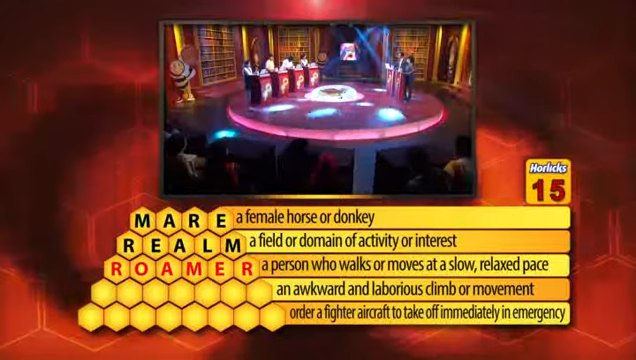 Horlicks
15
MARE a female horse or donkey
REALM a field or domain of activity or interest
ROAMER a person who walks or moves at a slow, relaxed pace
an awkward and laborious climb or movement
order a fighter aircraft to take off immediately in emergency